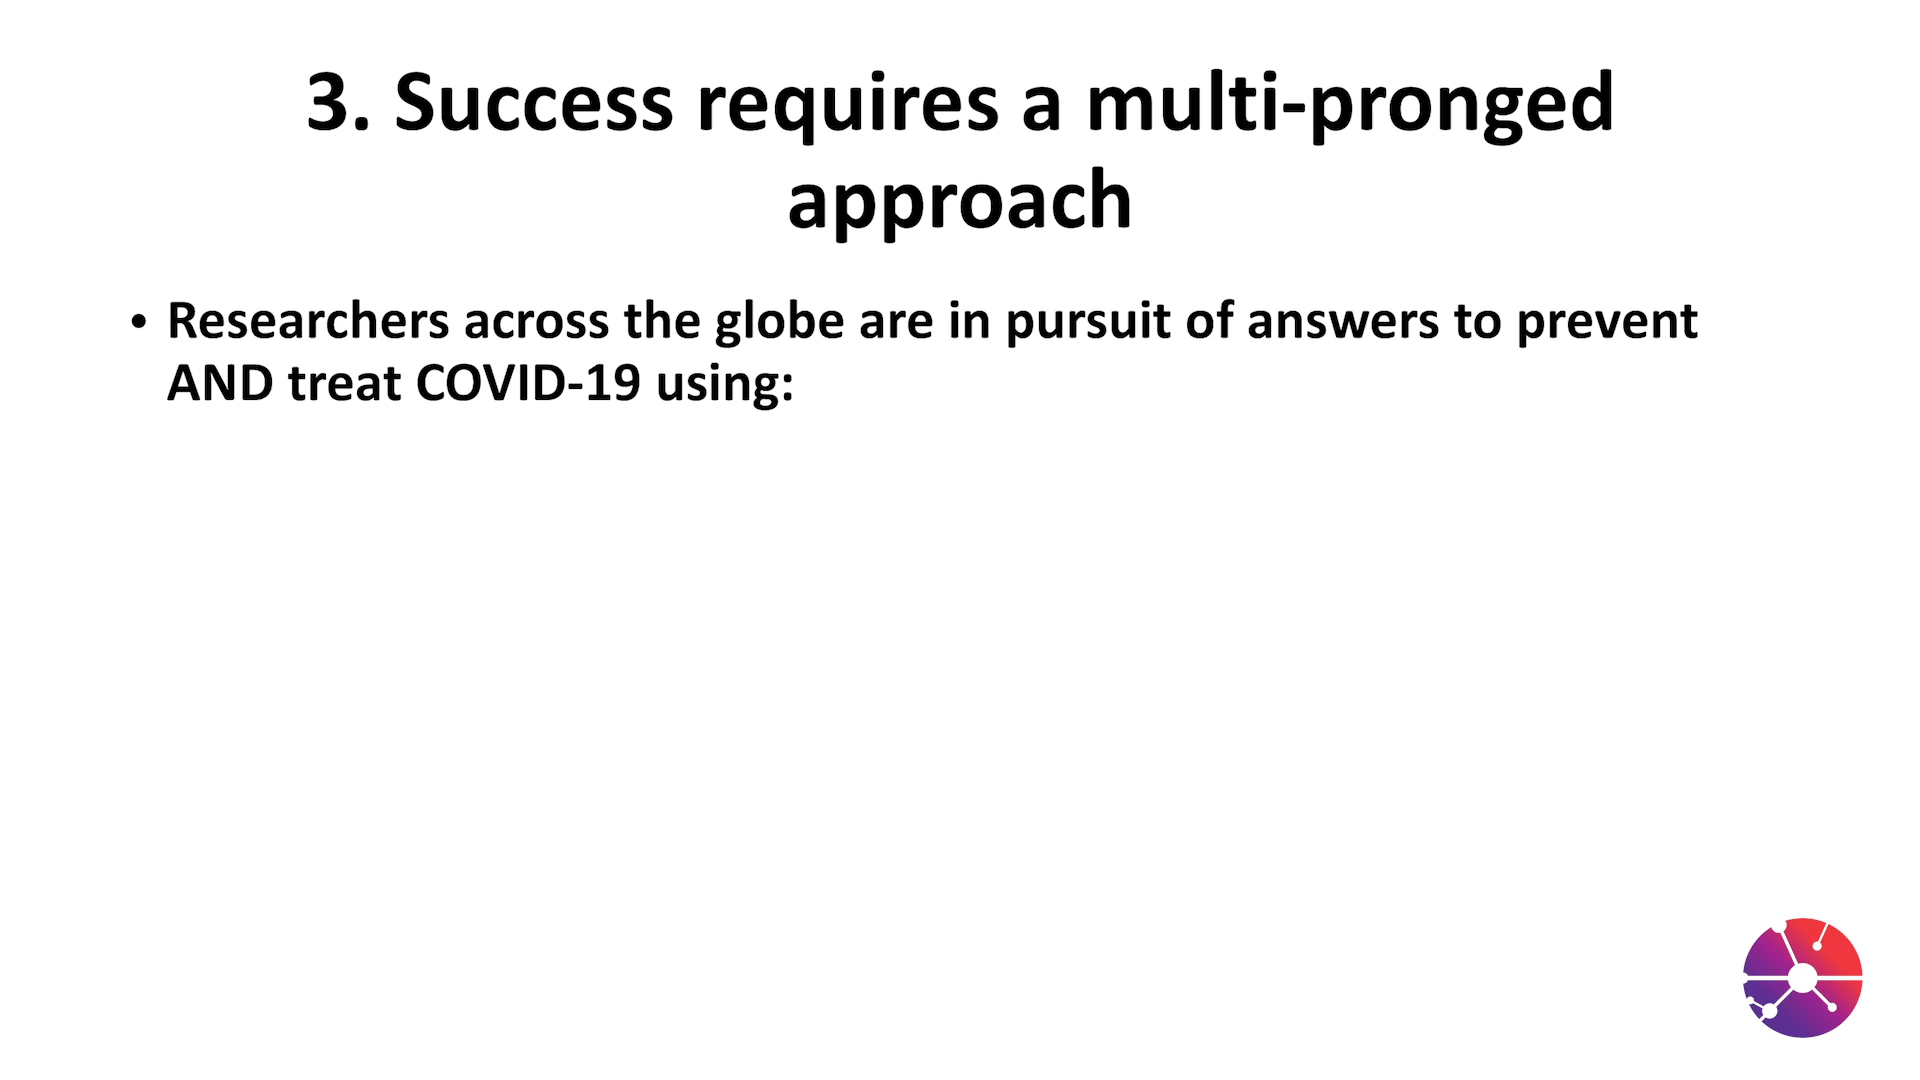 3. Success requires a multi-pronged
approach
• Researchers across the globe are in pursuit of answers to prevent
AND treat COVID-19 using: